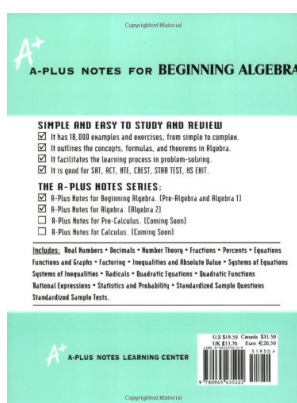 Copyrighted Material
A+
A-PLUS NOTES FOR BEGINNING ALGEBRA
SIMPLE AND EASY TO STUDY AND REVIEW
It has 18,000 examples and exercises, from simple to complex.
It outlines the concepts, formulas, and theorems in Algebra.
It facilitates the learning process in problem-solving.
It is good for SAT, ACT, NTE, CBEST, STAR TEST, HS EXIT.
THE A-PLUS NOTES SERIES:
A-Plus Notes for Beginning Algebra. (Pre-Algebra and Algebra 1)
A-Plus Notes for Algebra. (Algebra 2)
A-Plus Notes for Pre-Calculus. (Coming Soon)
A-Plus Notes for Calculus. (Coming Soon)
Includes: Real Numbers • Decimals • Number Theory • Fractions • Percents • Equations
Functions and Graphs • Factoring • Inequalities and Absolute Value • Systems of Equations
Systems of Inequalities • Radicals • Quadratic Equations • Quadratic Functions
Rational Expressions • Statistics and Probability • Standardized Sample Questions
Standardized Sample Tests.
U.S $19.50 Canada $31.50
Euro €20.50
51950>
A+ A-PLUS NOTES LEARNING CENTER
9780965435222
Copyrighted Material